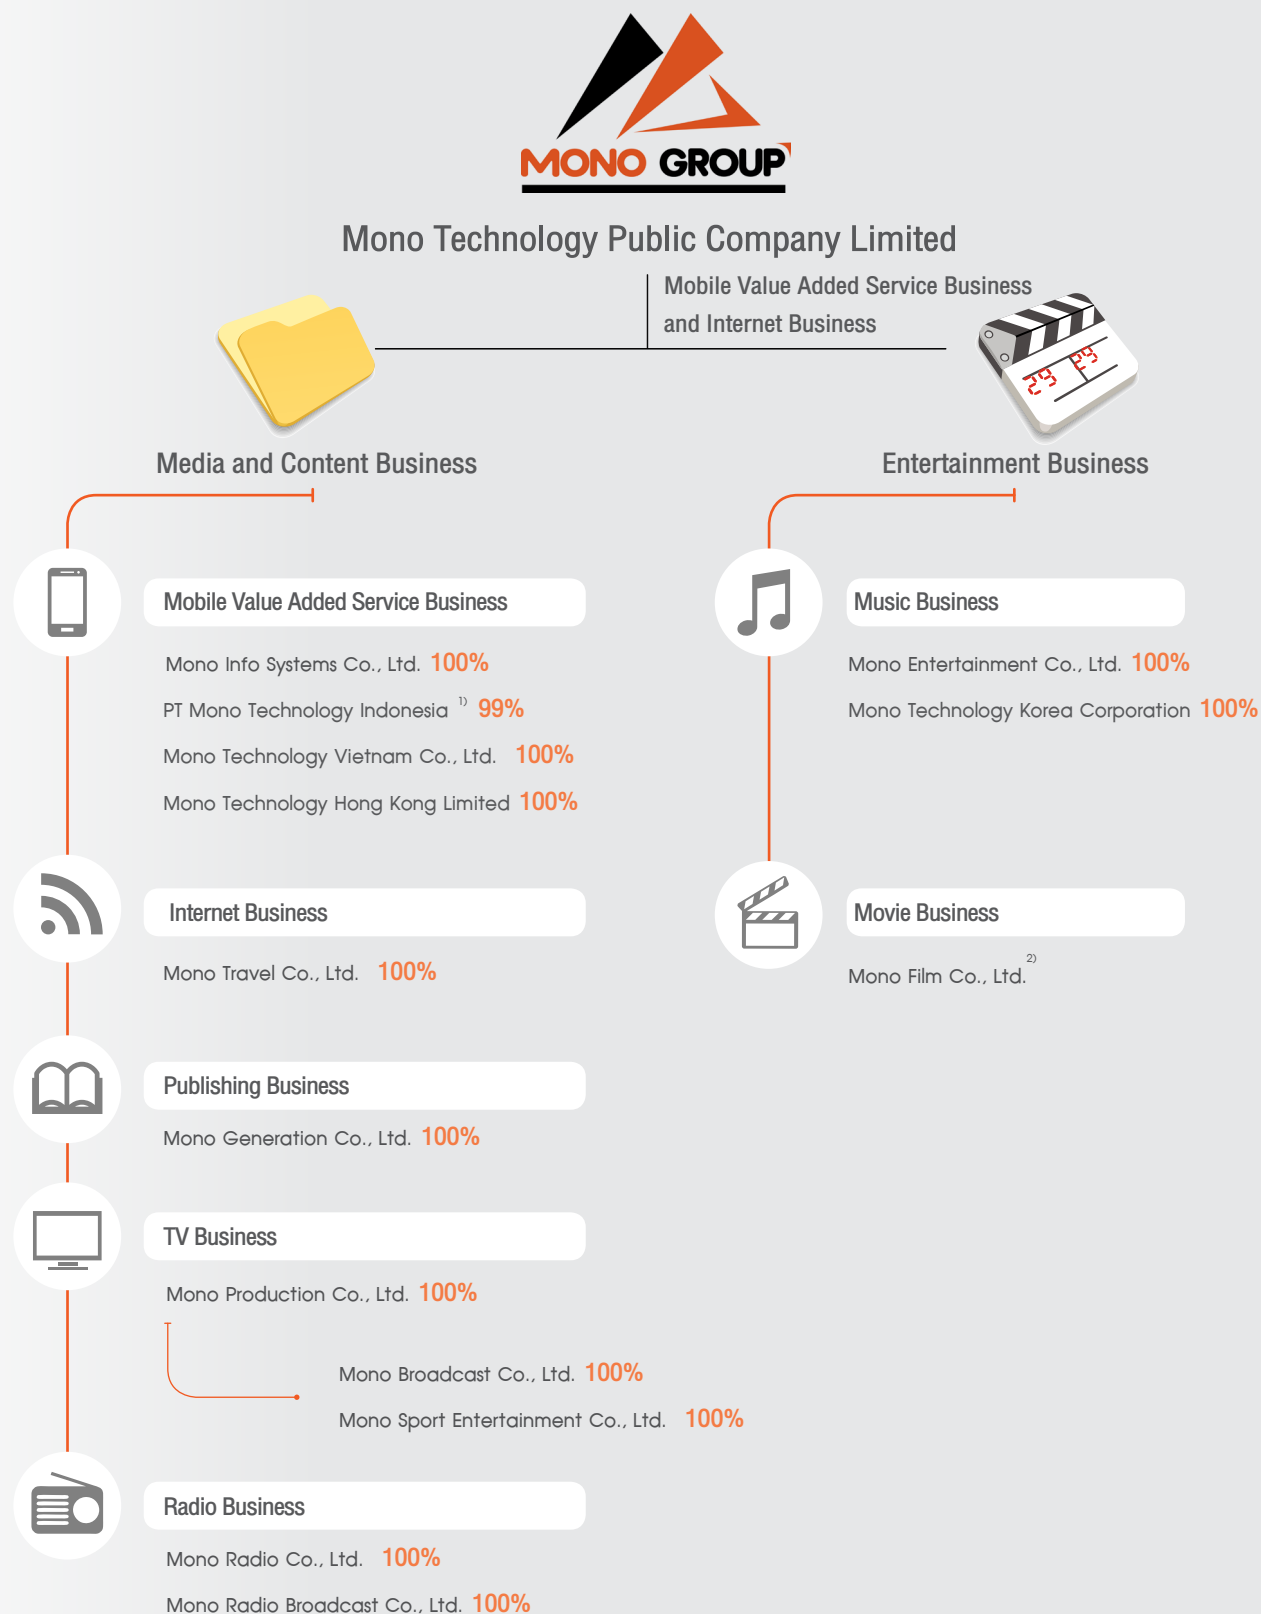 MONO GROUP
Mono Technology Public Company Limited
Mobile Value Added Service Business
and Internet Business
29 29
Media and Content Business
Mobile Value Added Service Business
Mono Info Systems Co., Ltd. 100%
PT Mono Technology Indonesia 1) 99%
Mono Technology Vietnam Co., Ltd. 100%
Mono Technology Hong Kong Limited 100%
Internet Business
Mono Travel Co., Ltd. 100%
Publishing Business
Mono Generation Co., Ltd. 100%
TV Business
Mono Production Co., Ltd. 100%
Mono Broadcast Co., Ltd. 100%
Mono Sport Entertainment Co., Ltd. 100%
Radio Business
Mono Radio Co., Ltd. 100%
Mono Radio Broadcast Co., Ltd. 100%
Entertainment Business
Music Business
Mono Entertainment Co., Ltd. 100%
Mono Technology Korea Corporation 100%
Movie Business
Mono Film Co., Ltd. 2)